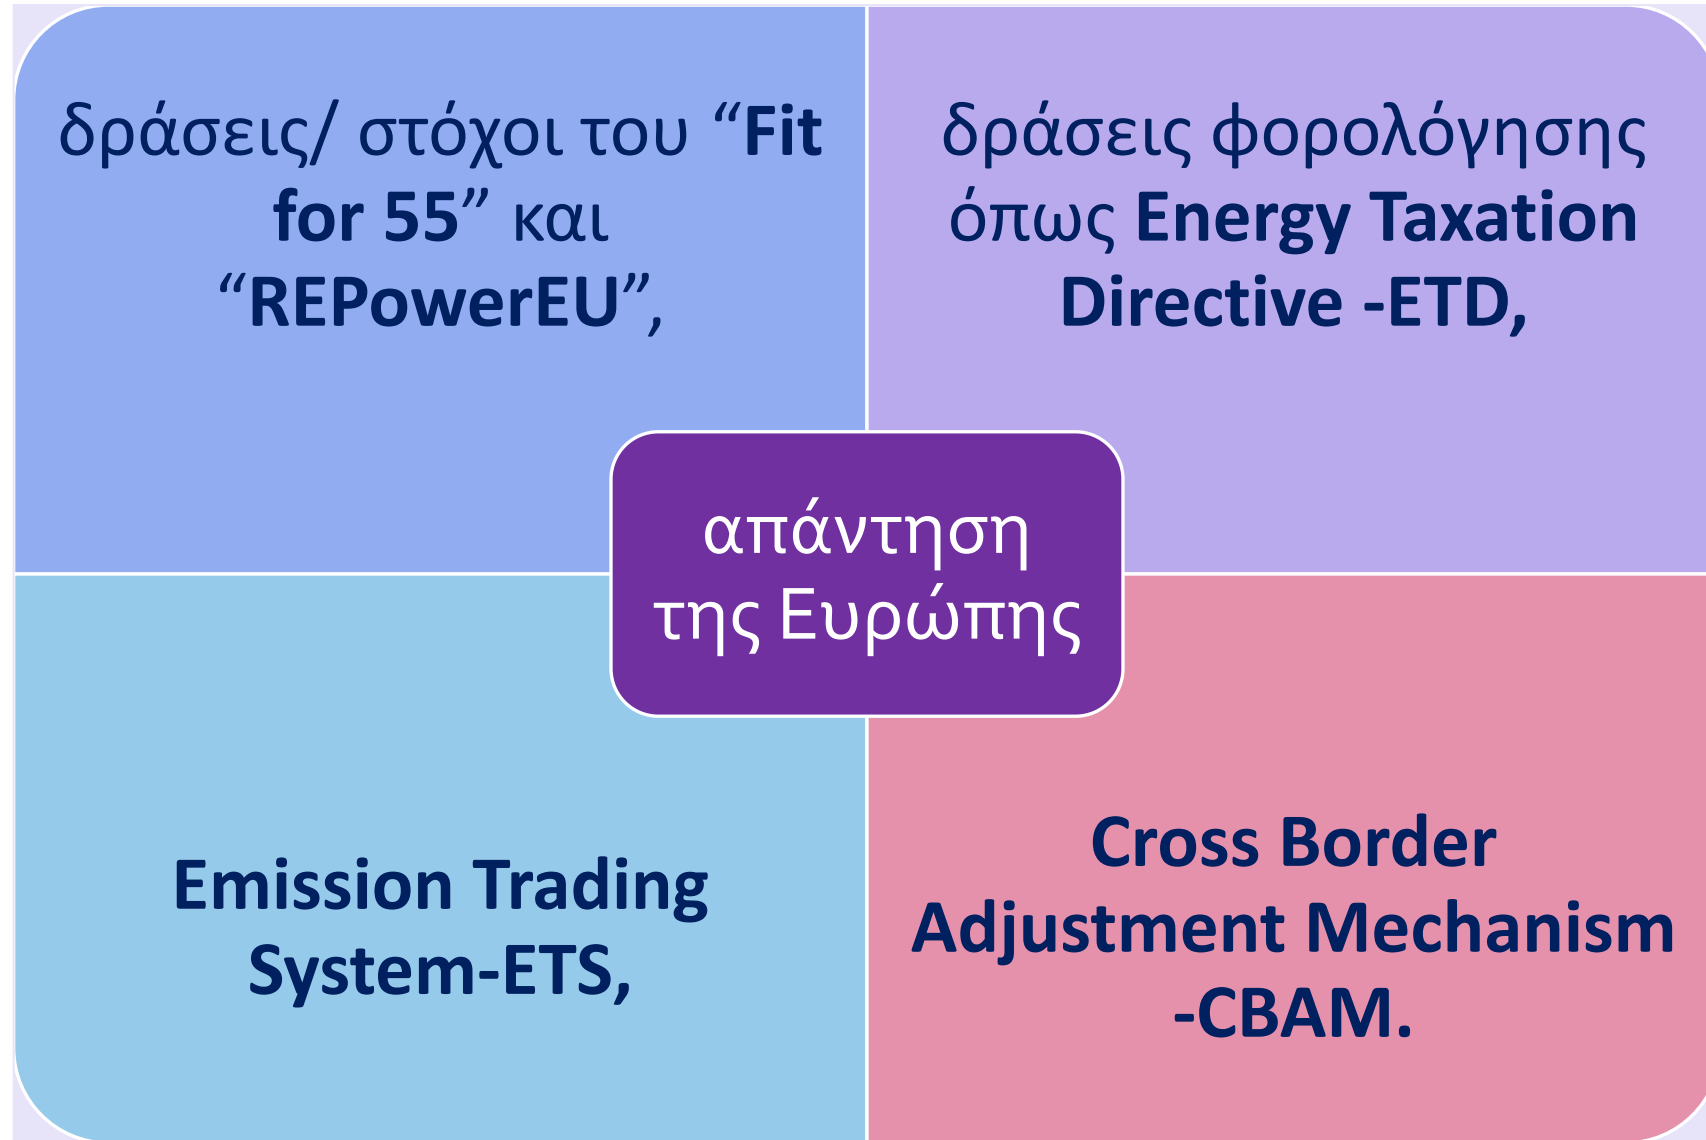 δράσεις/ στόχοι του “Fit
for 55” και
“REPowerEU”,
δράσεις φορολόγησης
όπως Energy Taxation
Directive -ETD,
απάντηση
της Ευρώπης
Emission Trading
System-ETS,
Cross Border
Adjustment Mechanism
-CBAM.